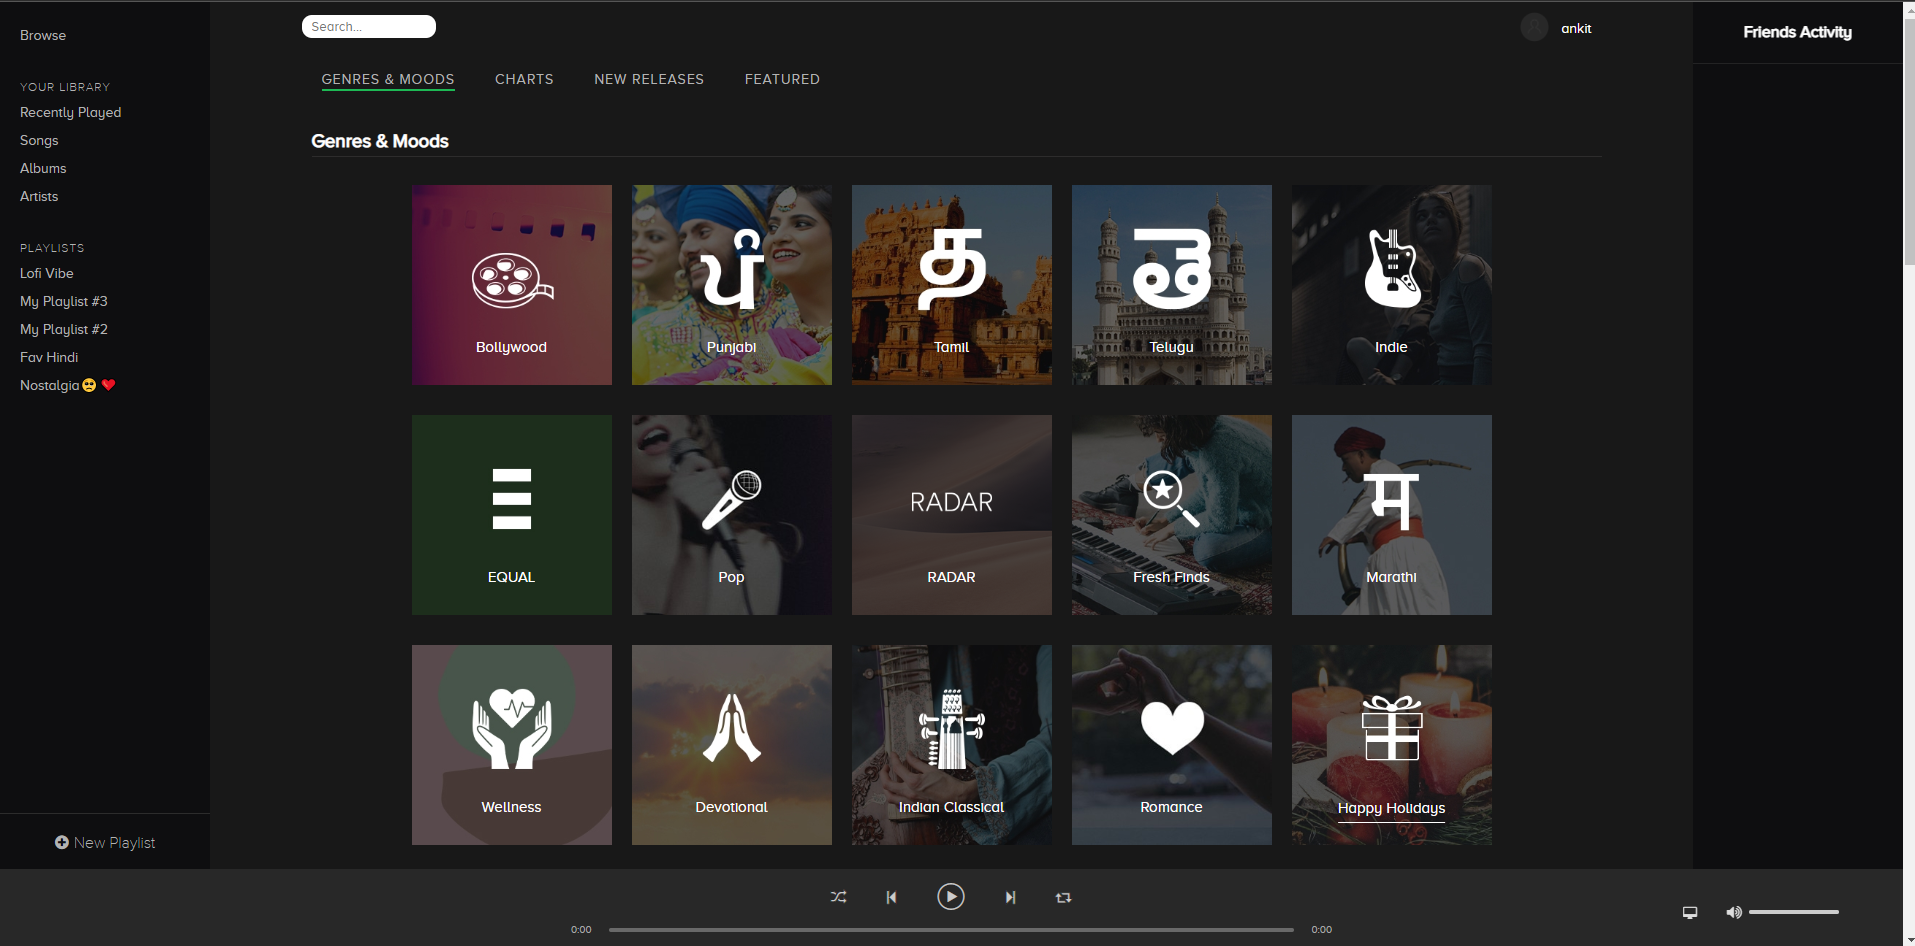 Search...
ankit
Friends Activity
Browse
YOUR LIBRARY
Recently Played
Songs
Albums
Artists
PLAYLISTS
Lofi Vibe
My Playlist #3
My Playlist #2
Fav Hindi
Nostalgia🥺 ❤️
New Playlist
GENRES & MOODS CHARTS NEW RELEASES FEATURED
Genres & Moods
Bollywood
ਪੰ
Punjabi
த
Tamil
తె
Telugu
Indie
EQUAL
Pop
RADAR
RADAR
Fresh Finds
म
Marathi
Wellness
Devotional
Indian Classical
Romance
Happy Holidays
0:00
0:00